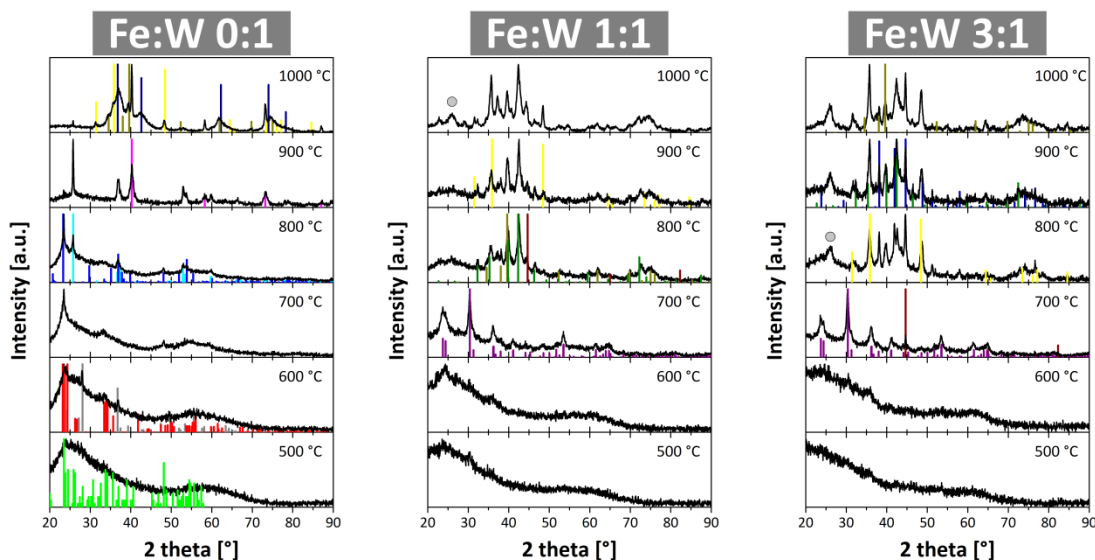 Fe:W 0:1
Fe:W 1:1
Fe:W 3:1
Intensity [a.u.]
1000 °C
900 °C
800 °C
700 °C
600 °C
500 °C
20 30 40 50 60 70 80 90
2 theta [°]
Intensity [a.u.]
1000 °C
900 °C
800 °C
700 °C
600 °C
500 °C
20 30 40 50 60 70 80 90
2 theta [°]
Intensity [a.u.]
1000 °C
900 °C
800 °C
700 °C
600 °C
500 °C
20 30 40 50 60 70 80 90
2 theta [°]